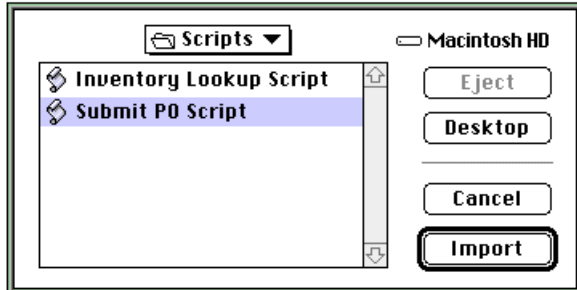 Scripts
Macintosh HD
Inventory Lookup Script
Submit PO Script
Eject
Desktop
Cancel
Import